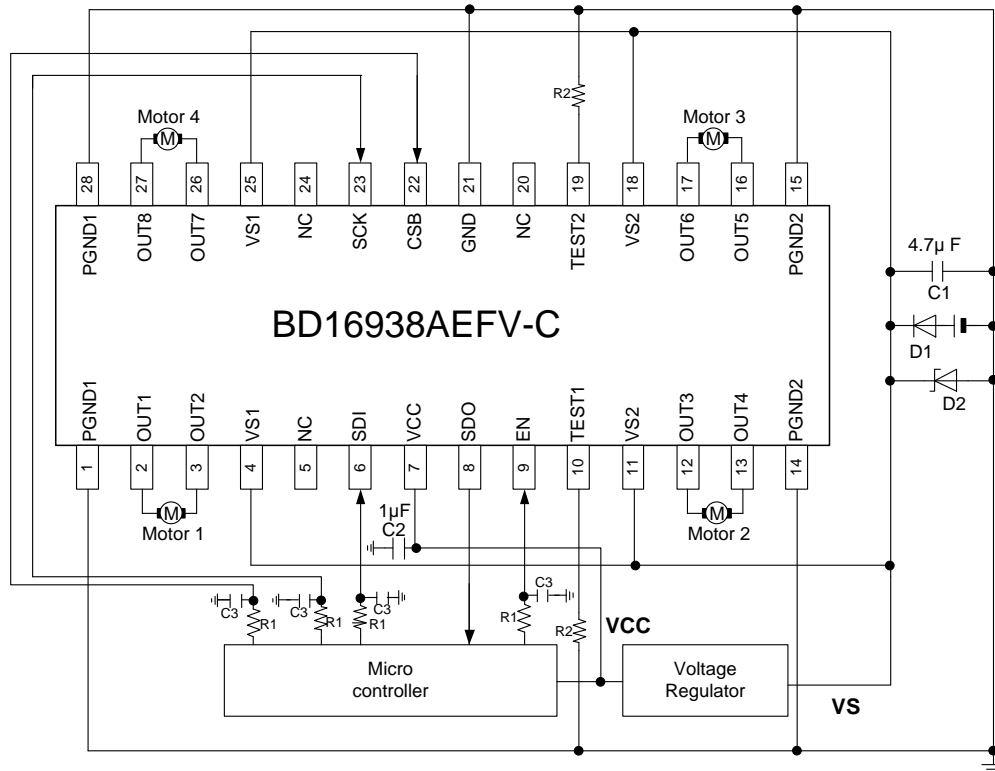 R2
Motor 4
M
Motor 3
M
28
27
26
25
24
23
22
21
20
19
18
17
16
15
PGND1
OUT8
OUT7
VS1
NC
SCK
CSB
GND
NC
TEST2
VS2
OUT6
OUT5
PGND2
4.7µ F
C1
D1
D2
BD16938AEFV-C
PGND1
OUT1
OUT2
VS1
NC
SDI
VCC
SDO
EN
TEST1
VS2
OUT3
OUT4
PGND2
1
2
3
4
5
6
7
8
9
10
11
12
13
14
M
Motor 1
1µF
C2
M
Motor 2
C3
R1
C3
R1
C3
R1
C3
R1
R2
VCC
Micro
controller
Voltage
Regulator
VS